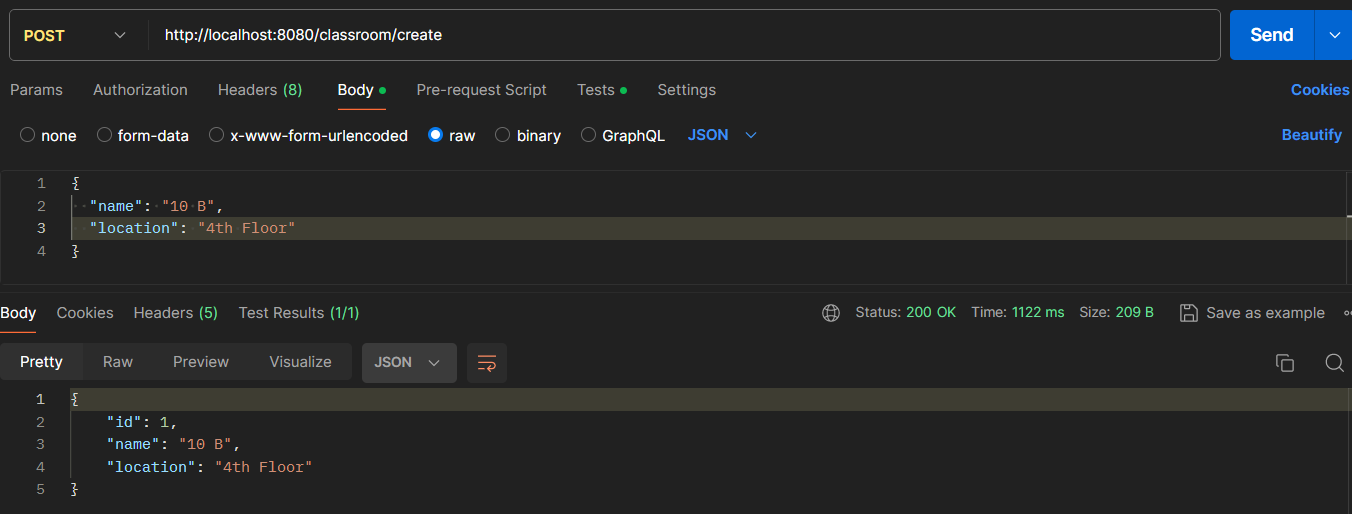 POST http://localhost:8080/classroom/create Send
Params Authorization Headers (8) Body Pre-request Script Tests Settings Cookies
none form-data x-www-form-urlencoded raw binary GraphQL JSON Beautify
1 {
2 "name": "10 B",
3 "location": "4th Floor"
4 }
Body Cookies Headers (5) Test Results (1/1) Status: 200 OK Time: 1122 ms Size: 209 B Save as example
Pretty Raw Preview Visualize JSON
1 {
2 "id": 1,
3 "name": "10 B",
4 "location": "4th Floor"
5 }